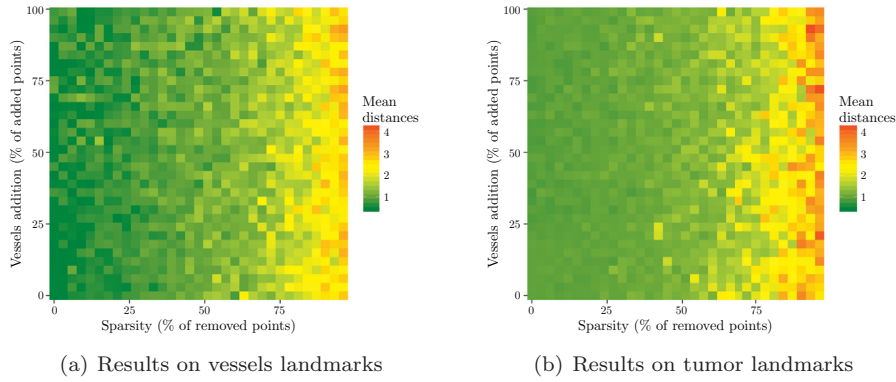 100
75
50
25
0
Vessels addition (% of added points)
0 25 50 75
Sparsity (% of removed points)
Mean
distances
4
3
2
1
(a) Results on vessels landmarks
100
75
50
25
0
Vessels addition (% of added points)
0 25 50 75
Sparsity (% of removed points)
Mean
distances
4
3
2
1
(b) Results on tumor landmarks